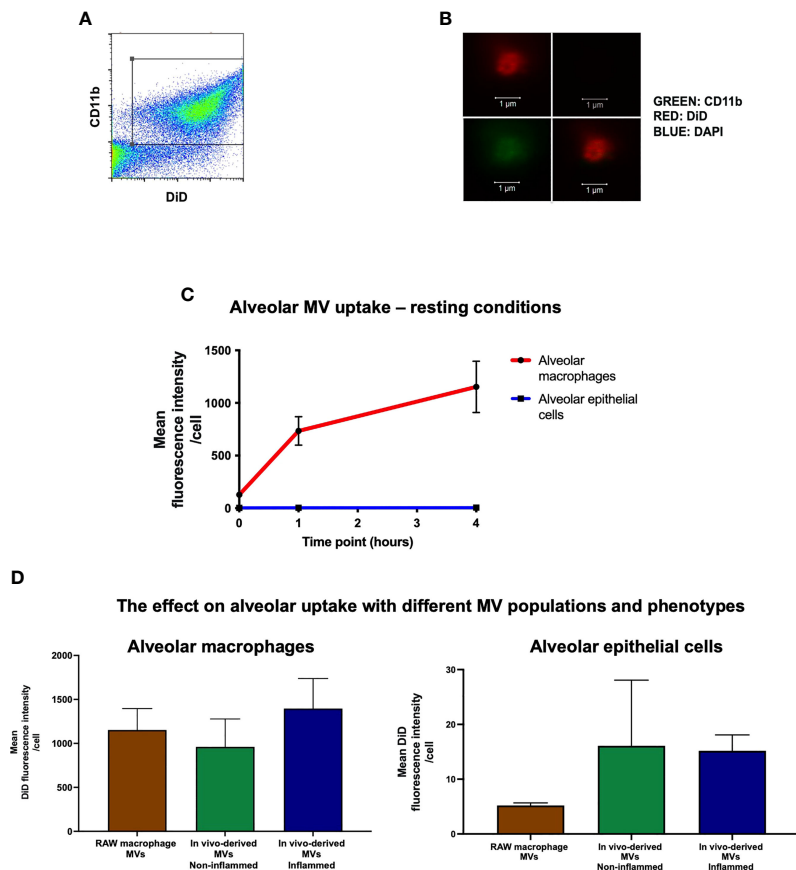 A
CD11b
DiD
B
1 µm
1 µm
1 µm
1 µm
GREEN: CD11b
RED: DiD
BLUE: DAPI
C
Alveolar MV uptake – resting conditions
Mean
fluorescence intensity
/cell
1500
1000
500
0
0
1
2
3
4
Time point (hours)
Alveolar
macrophages
Alveolar epithelial
cells
D
The effect on alveolar uptake with different MV populations and phenotypes
Alveolar macrophages
Mean
DiD fluorescence intensity
/cell
2000
1500
1000
500
0
RAW macrophage
MVs
In vivo-derived
MVs
Non-inflammed
In vivo-derived
MVs
Inflammed
Alveolar epithelial cells
Mean DiD
fluorescence intensity
/cell
30
20
10
0
RAW macrophage
MVs
In vivo-derived
MVs
Non-inflammed
In vivo-derived
MVs
Inflammed